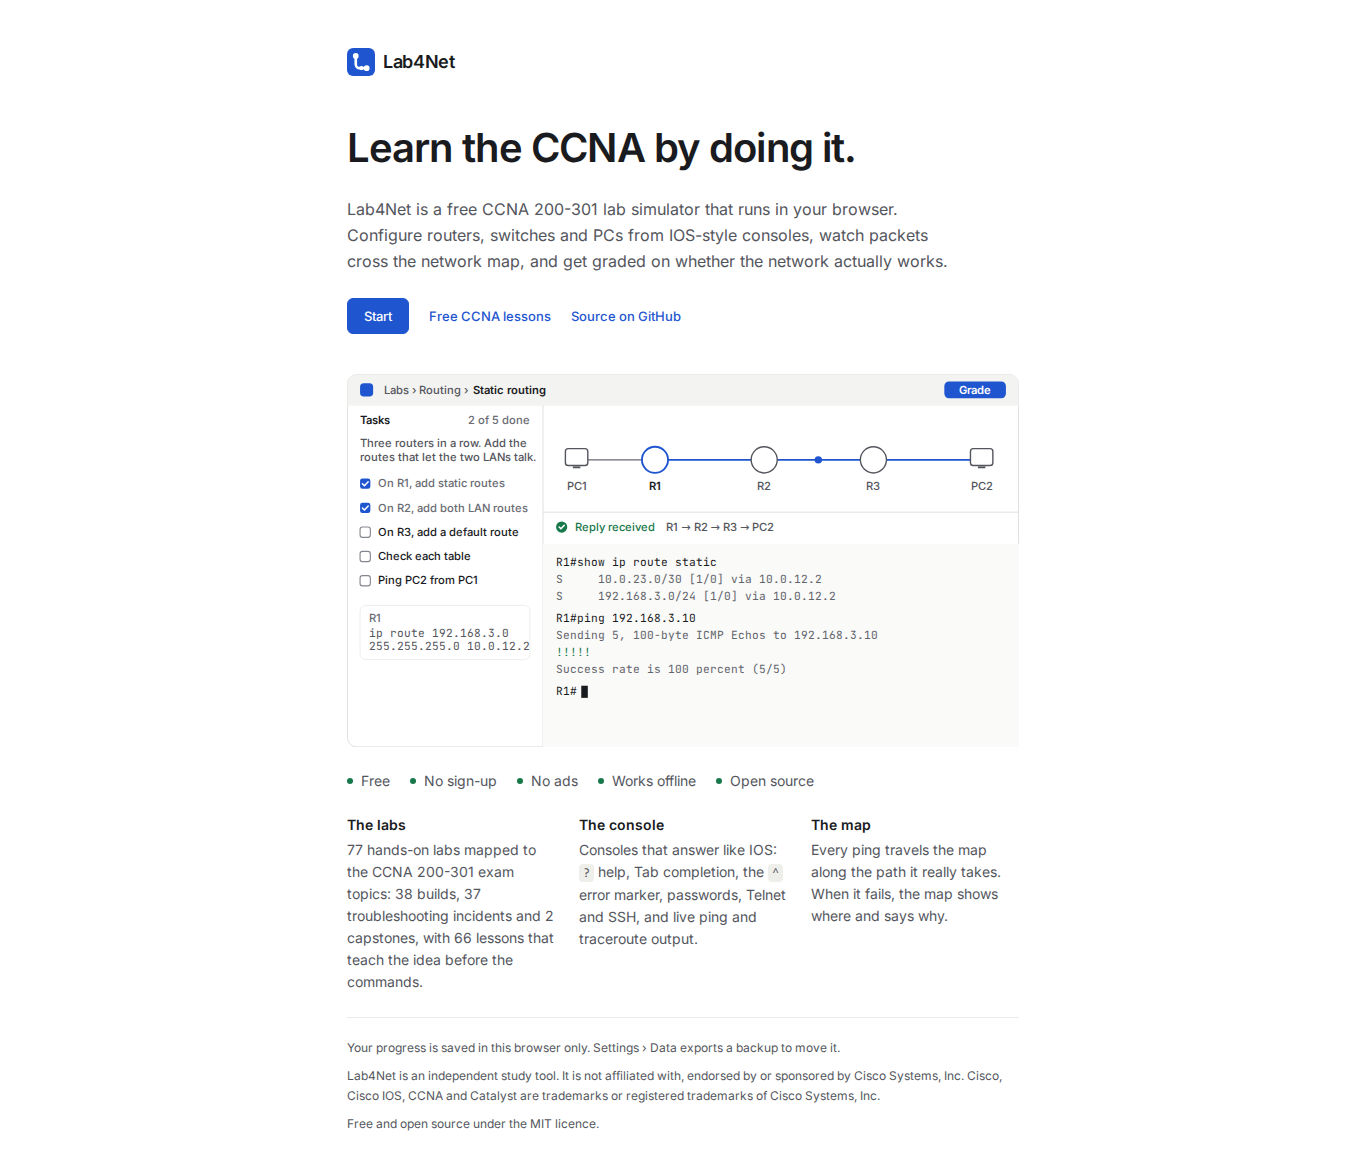 Lab4Net
Learn the CCNA by doing it.
Lab4Net is a free CCNA 200-301 lab simulator that runs in your browser.
Configure routers, switches and PCs from IOS-style consoles, watch packets
cross the network map, and get graded on whether the network actually works.
Start
Free CCNA lessons
Source on GitHub
Labs › Routing › Static routing
Grade
Tasks
2 of 5 done
Three routers in a row. Add the
routes that let the two LANs talk.
On R1, add static routes
On R2, add both LAN routes
On R3, add a default route
Check each table
Ping PC2 from PC1
R1
ip route 192.168.3.0
255.255.255.0 10.0.12.2
PC1
R1
R2
R3
PC2
Reply received R1 → R2 → R3 → PC2
R1#show ip route static
S     10.0.23.0/30 [1/0] via 10.0.12.2
S     192.168.3.0/24 [1/0] via 10.0.12.2
R1#ping 192.168.3.10
Sending 5, 100-byte ICMP Echos to 192.168.3.10
!!!!!
Success rate is 100 percent (5/5)
R1#
Free
No sign-up
No ads
Works offline
Open source
The labs
77 hands-on labs mapped to
the CCNA 200-301 exam
topics: 38 builds, 37
troubleshooting incidents and 2
capstones, with 66 lessons that
teach the idea before the
commands.
The console
Consoles that answer like IOS:
? help, Tab completion, the ^
error marker, passwords, Telnet
and SSH, and live ping and
traceroute output.
The map
Every ping travels the map
along the path it really takes.
When it fails, the map shows
where and says why.
Your progress is saved in this browser only. Settings › Data exports a backup to move it.
Lab4Net is an independent study tool. It is not affiliated with, endorsed by or sponsored by Cisco Systems, Inc. Cisco,
Cisco IOS, CCNA and Catalyst are trademarks or registered trademarks of Cisco Systems, Inc.
Free and open source under the MIT licence.